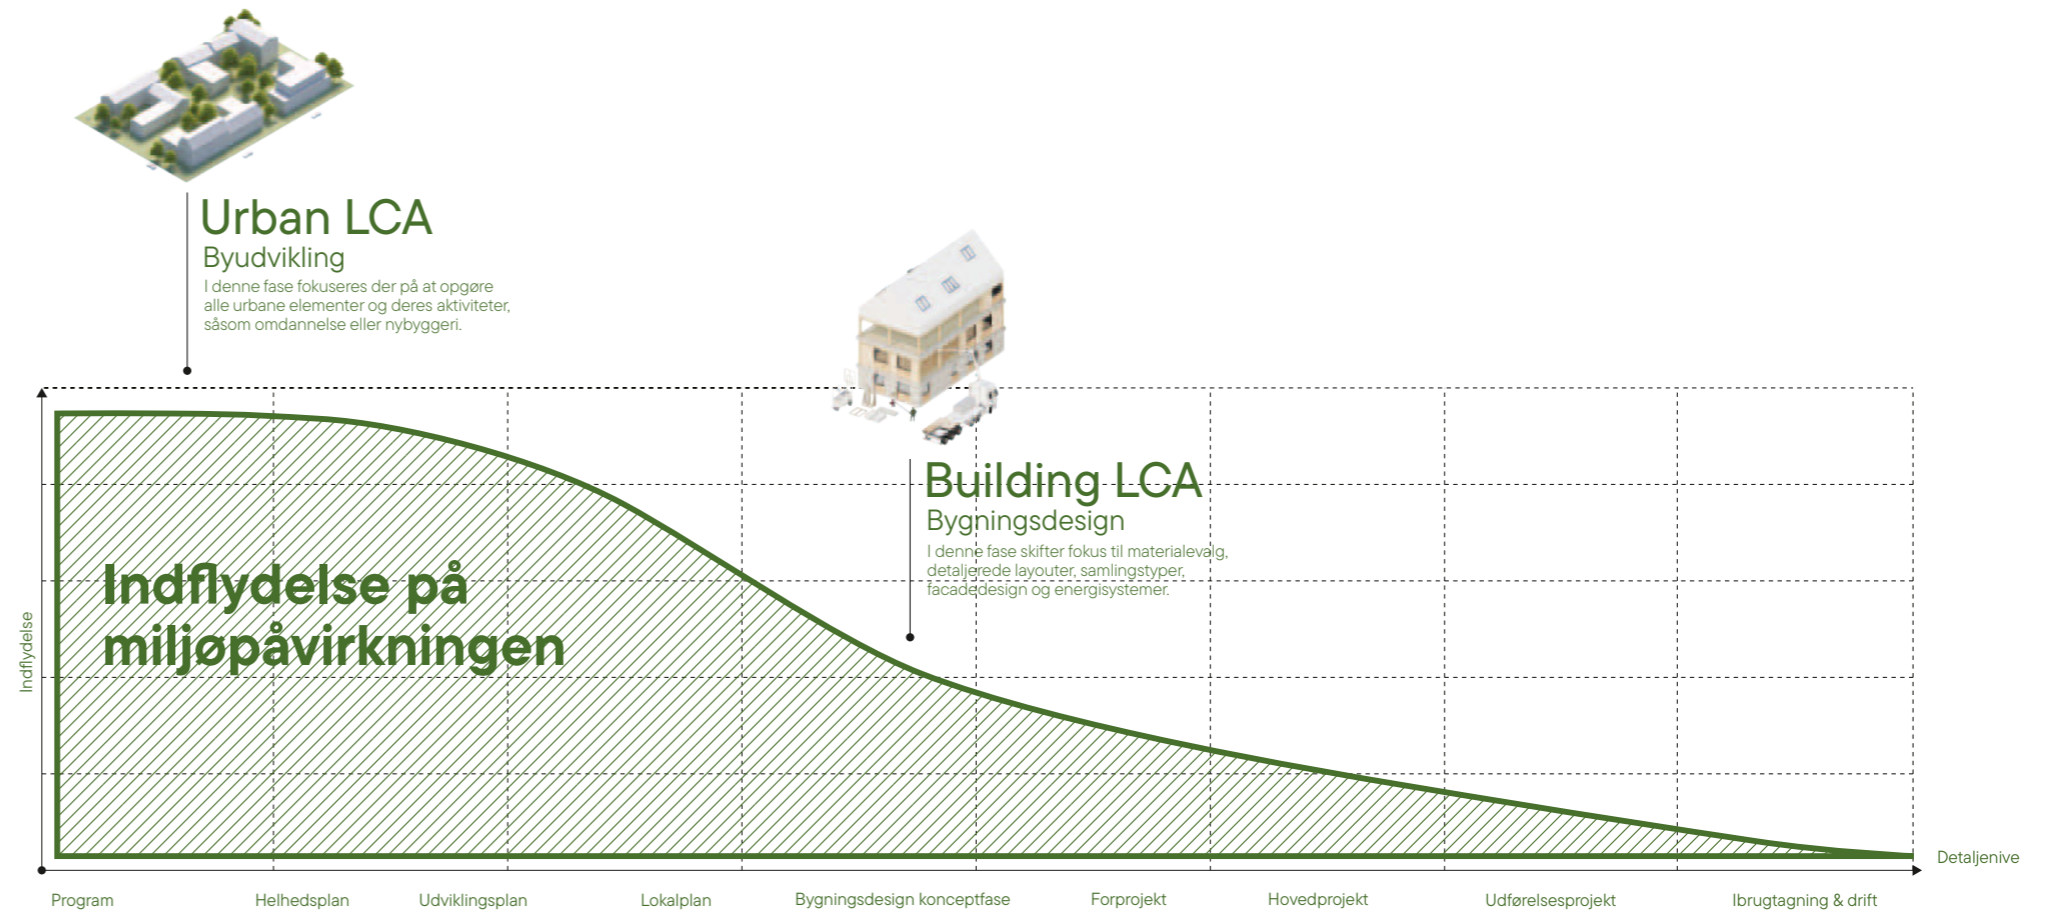 Urban LCA
Byudvikling
I denne fase fokuseres der på at opgøre
alle urbane elementer og deres aktiviteter,
såsom omdannelse eller nybyggeri.
Building LCA
Bygningsdesign
I denne fase skifter fokus til materialevalg,
detaljerede layouter, samlingstyper,
facadedesign og energisystemer.
Indflydelse på
miljøpåvirkningen
Indflydelse
Detaljenive
Program
Helhedsplan
Udviklingsplan
Lokalplan
Bygningsdesign konceptfase
Forprojekt
Hovedprojekt
Udførelsesprojekt
Ibrugtagning & drift